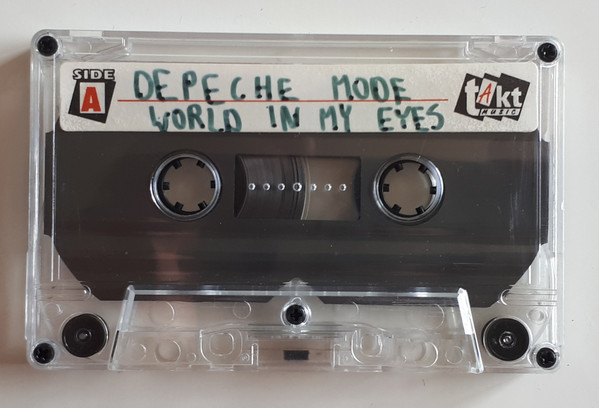 SIDE
A
DEPECHE MODE
WORLD IN MY EYES
tAkt
MUSIC